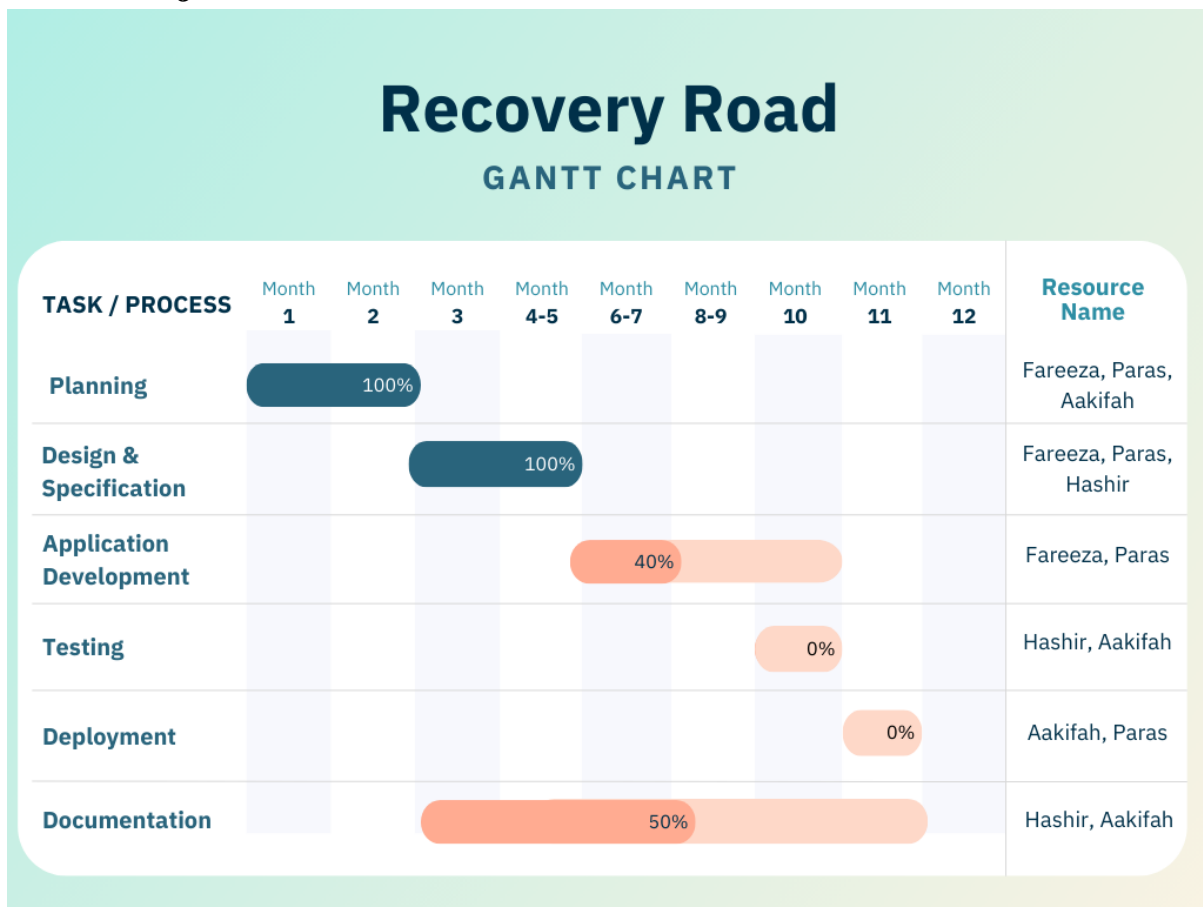 Recovery Road
GANTT CHART
TASK / PROCESS
Month 1
Month 2
Month 3
Month 4-5
Month 6-7
Month 8-9
Month 10
Month 11
Month 12
Resource
Name
Planning
100%
Fareeza, Paras,
Aakifah
Design &
Specification
100%
Fareeza, Paras,
Hashir
Application
Development
40%
Fareeza, Paras
Testing
0%
Hashir, Aakifah
Deployment
0%
Aakifah, Paras
Documentation
50%
Hashir, Aakifah